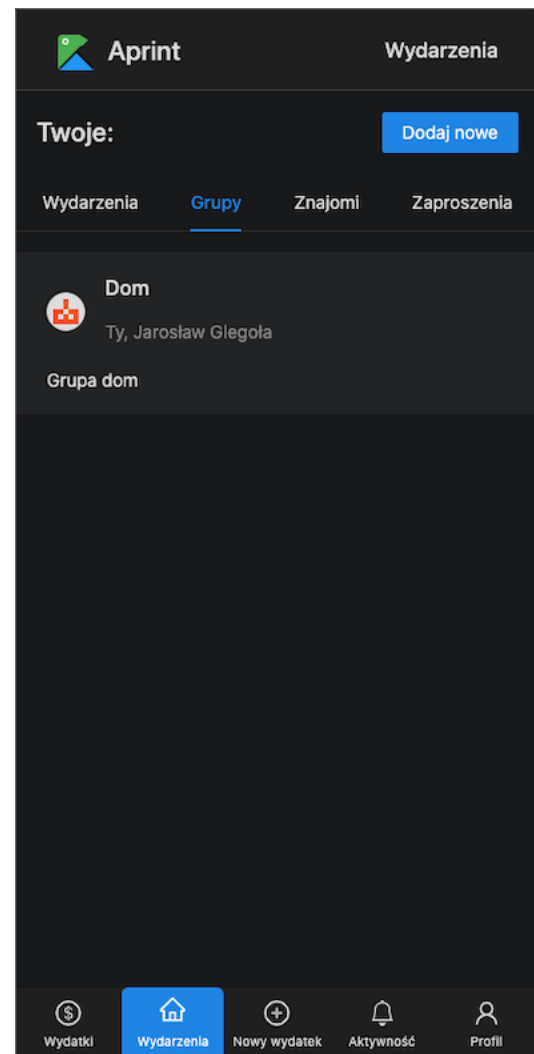 Aprint Wydarzenia
Twoje: Dodaj nowe
Wydarzenia Grupy Znajomi Zaproszenia
Dom
Ty, Jarosław Glegoła
Grupa dom
Wydatki Wydarzenia Nowy wydatek Aktywność Profil